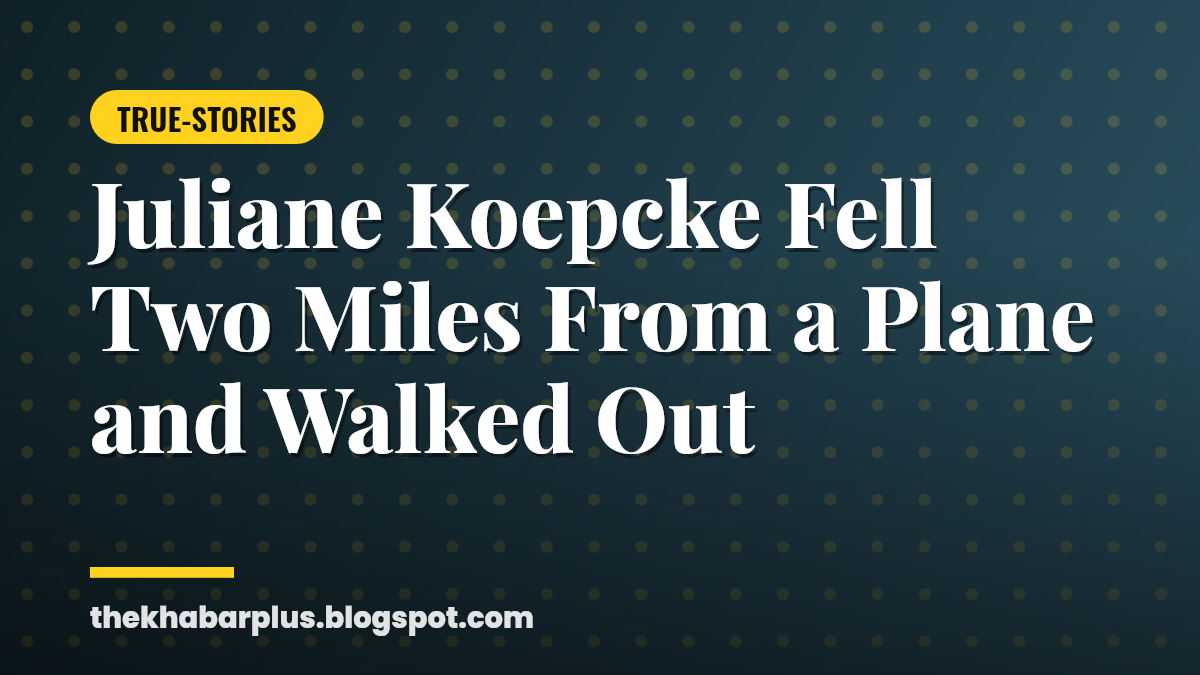 TRUE-STORIES
Juliane Koepcke Fell
Two Miles From a Plane
and Walked Out
thekhabarplus.blogspot.com